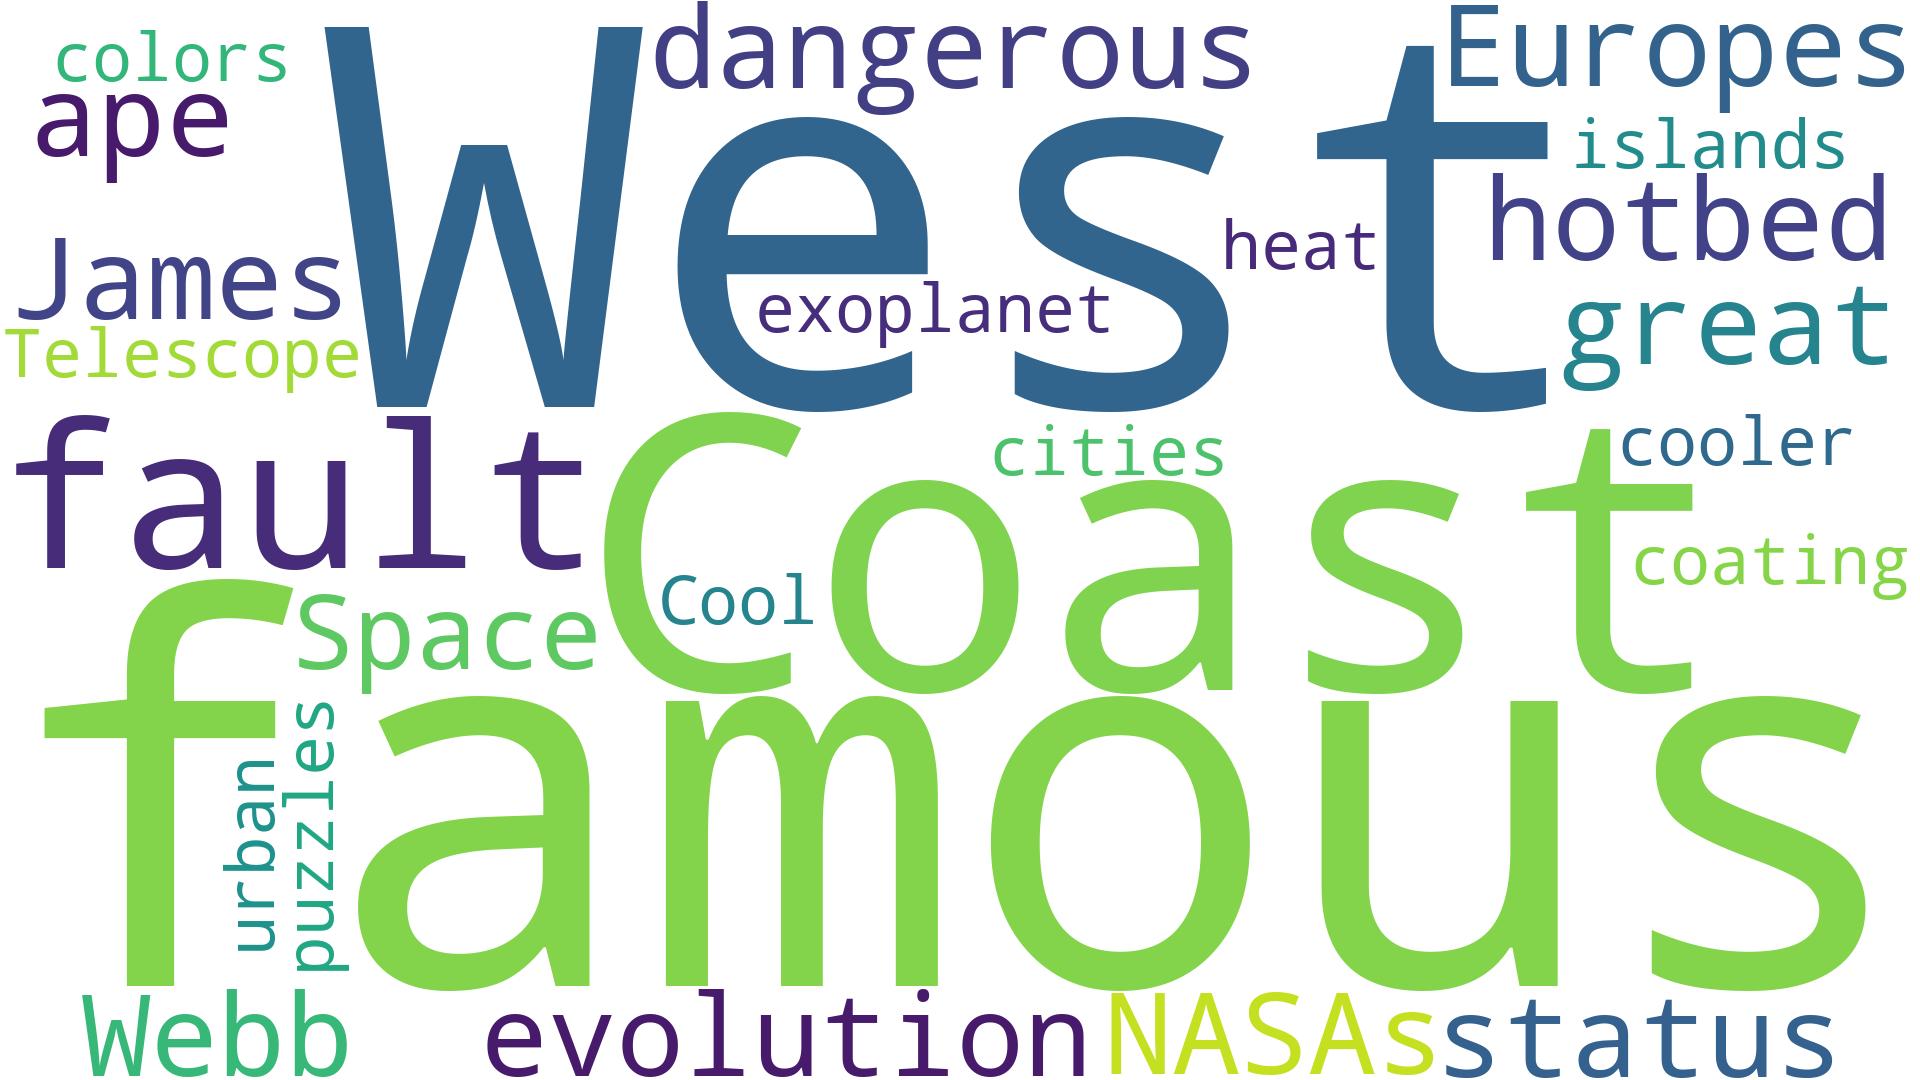 colors
ape
West
dangerous
Europes
islands
hotbed
heat
exoplanet
great
James
Telescope
fault
Coast
cities
cooler
coating
Cool
Space
famous
urban
puzzles
Webb
evolution
NASAs
status